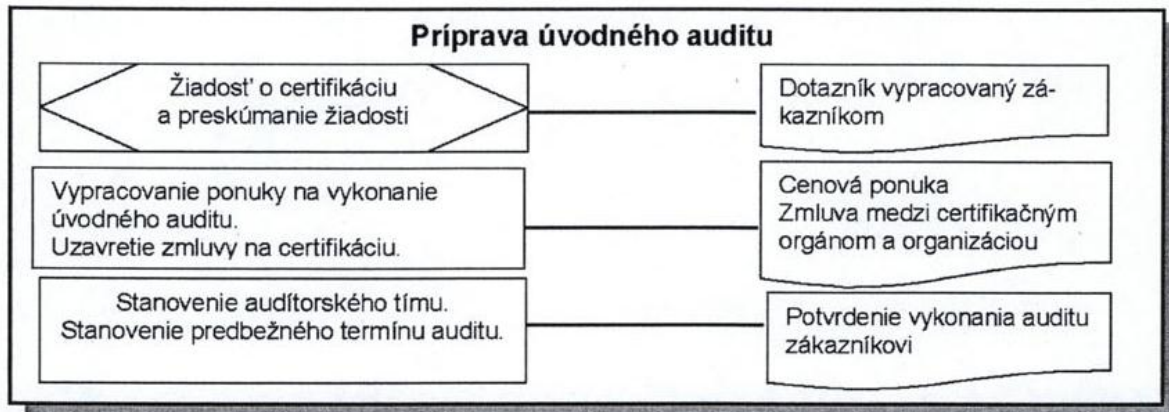 Príprava úvodného auditu
Žiadosť o certifikáciu
a preskúmanie žiadosti
Dotazník vypracovaný zá-
kazníkom
Vypracovanie ponuky na vykonanie
úvodného auditu.
Uzavretie zmluvy na certifikáciu.
Cenová ponuka
Zmluva medzi certifikačným
orgánom a organizáciou
Stanovenie audítorského tímu.
Stanovenie predbežného termínu auditu.
Potvrdenie vykonania auditu
zákazníkovi